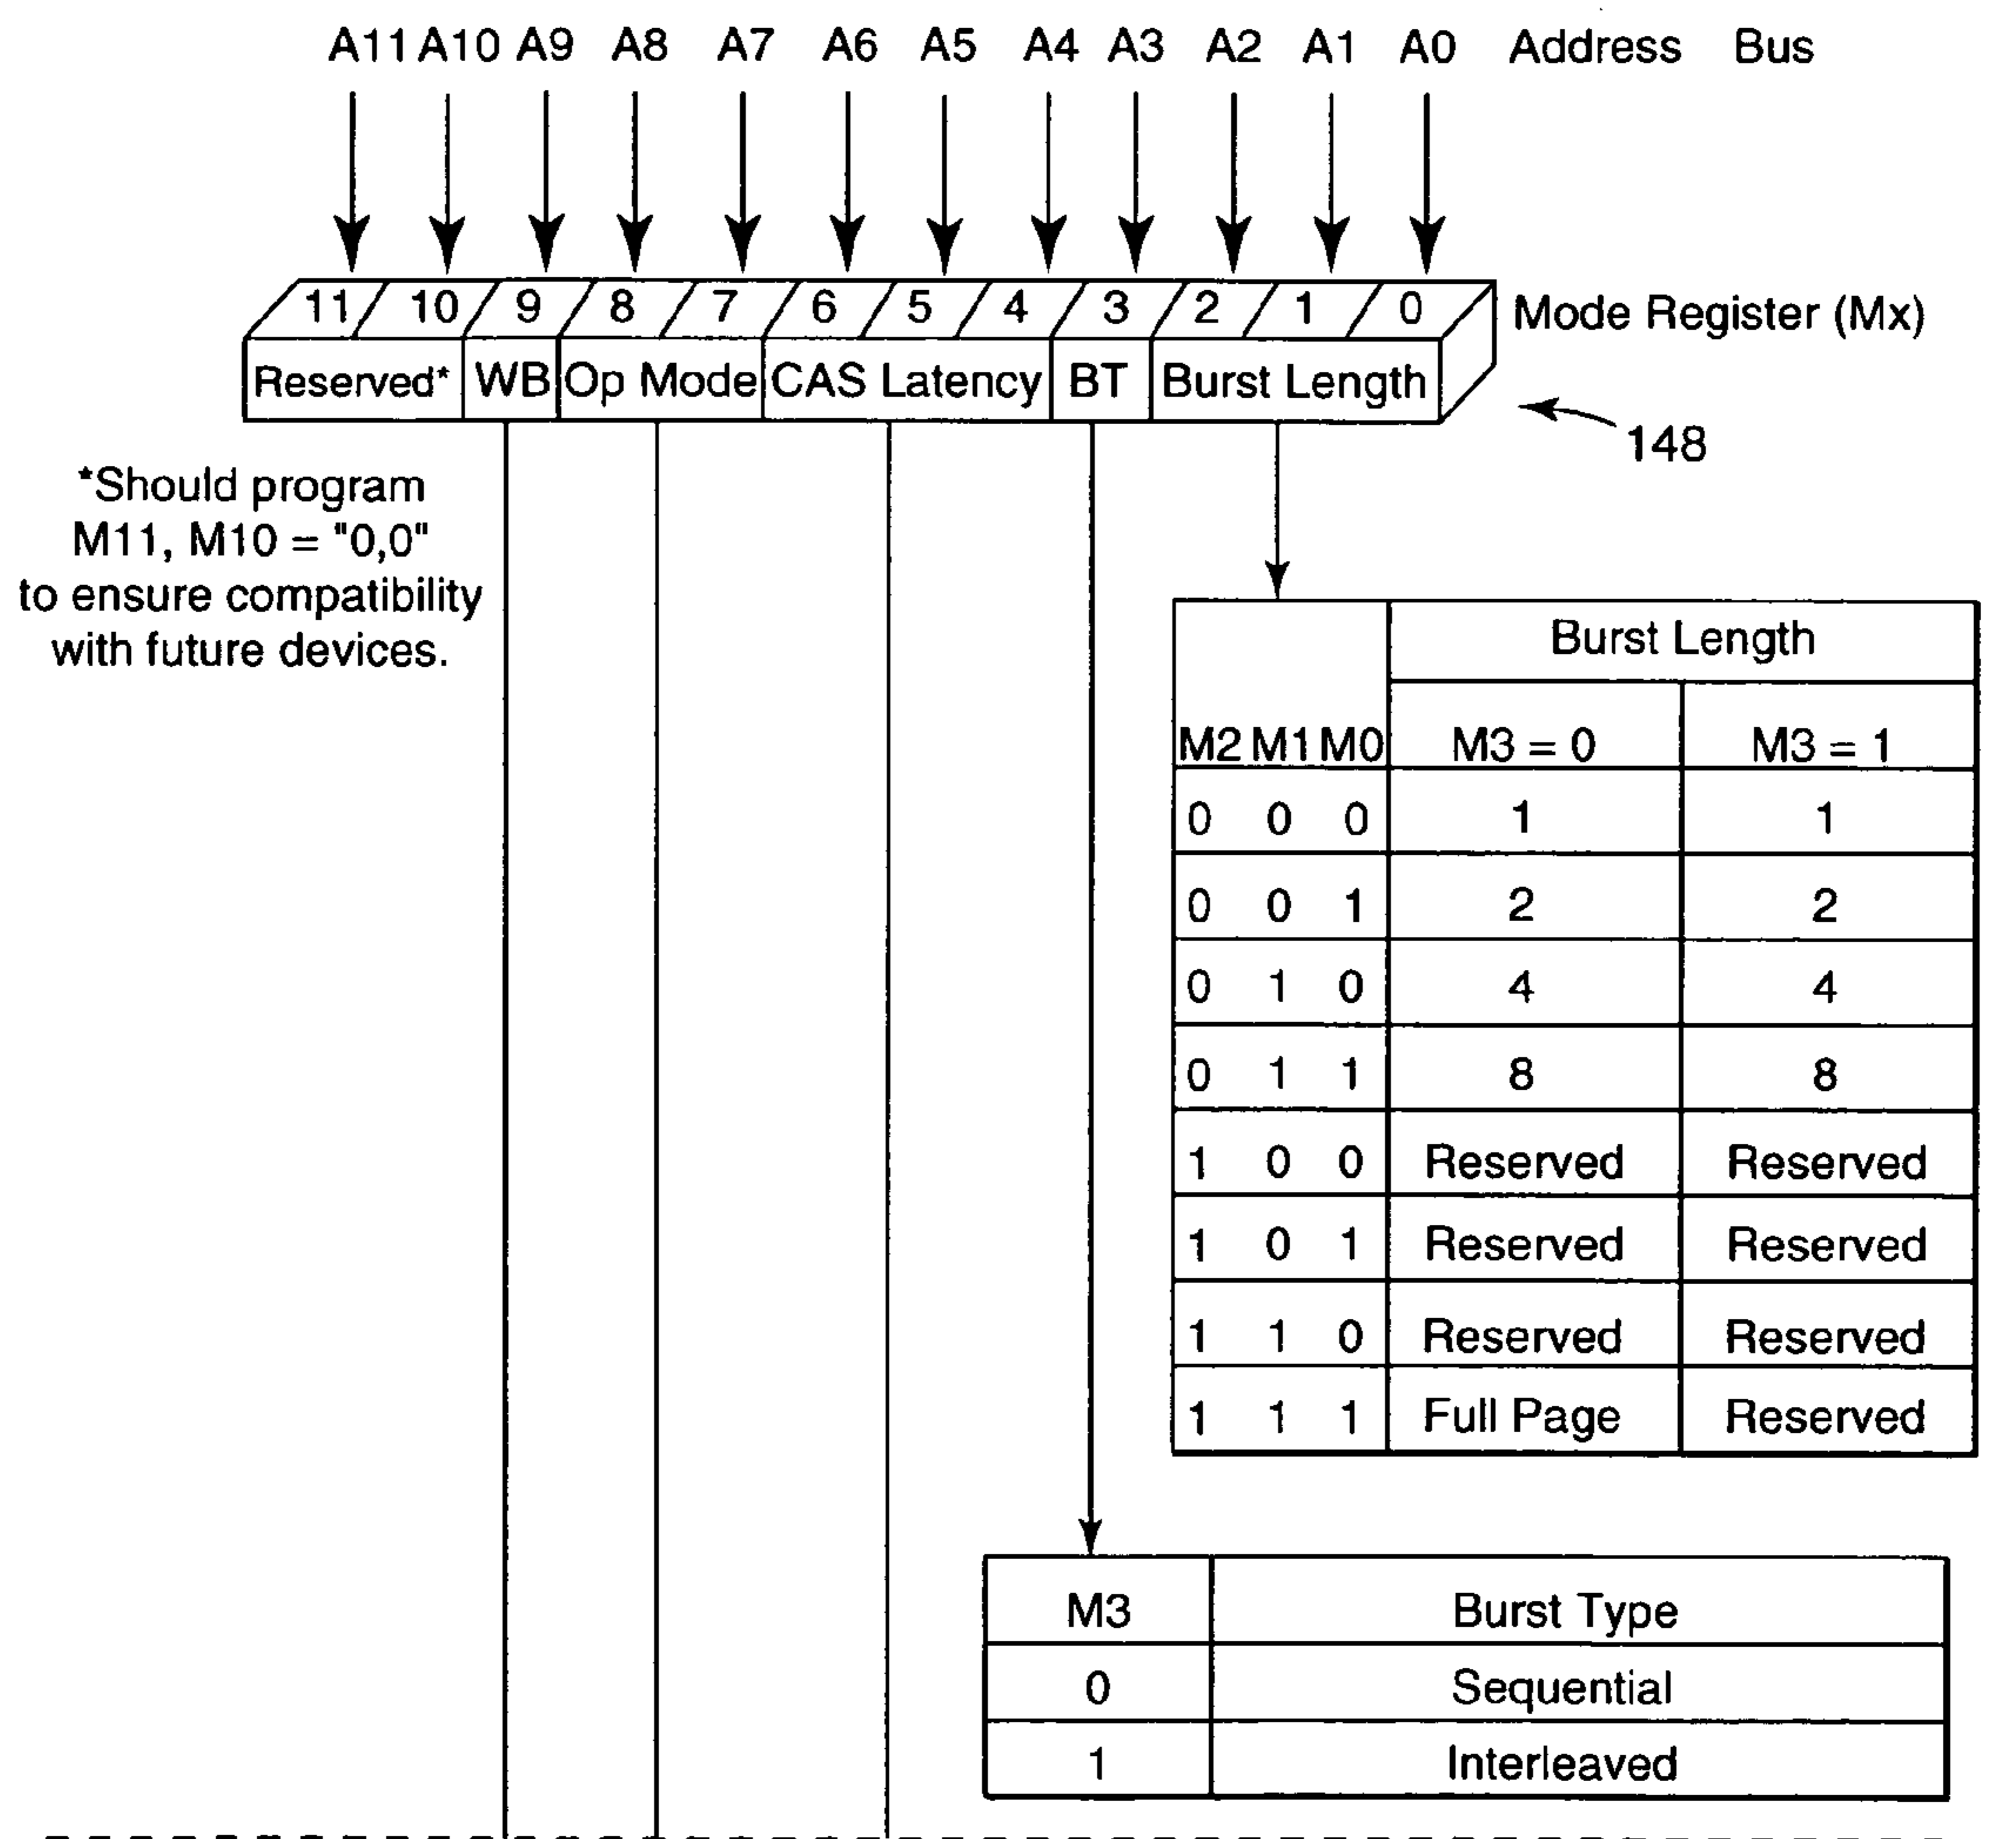 A11 A10 A9 A8 A7 A6 A5 A4 A3 A2 A1 A0 Address Bus
11 10 9 8 7 6 5 4 3 2 1 0 Mode Register (Mx)
Reserved* WB Op Mode CAS Latency BT Burst Length
148
*Should program
M11, M10 = "0,0"
to ensure compatibility
with future devices.
Burst Length
M2 M1 M0 M3 = 0 M3 = 1
0 0 0 1 1
0 0 1 2 2
0 1 0 4 4
0 1 1 8 8
1 0 0 Reserved Reserved
1 0 1 Reserved Reserved
1 1 0 Reserved Reserved
1 1 1 Full Page Reserved
M3 Burst Type
0 Sequential
1 Interleaved